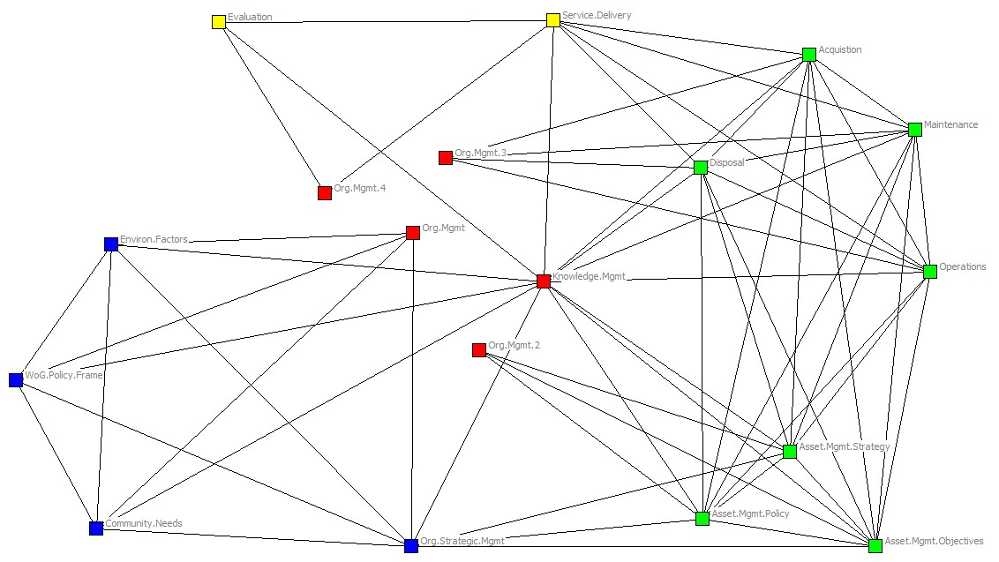 Evaluation
Service.Delivery
Acquistion
Maintenance
Org.Mgmt.3
Disposal
Org.Mgmt.4
Org.Mgmt
Environ.Factors
Operations
Knowledge.Mgmt
Org.Mgmt.2
WoG.Policy.Frame
Asset.Mgmt.Strategy
Asset.Mgmt.Policy
Community.Needs
Org.Strategic.Mgmt
Asset.Mgmt.Objectives